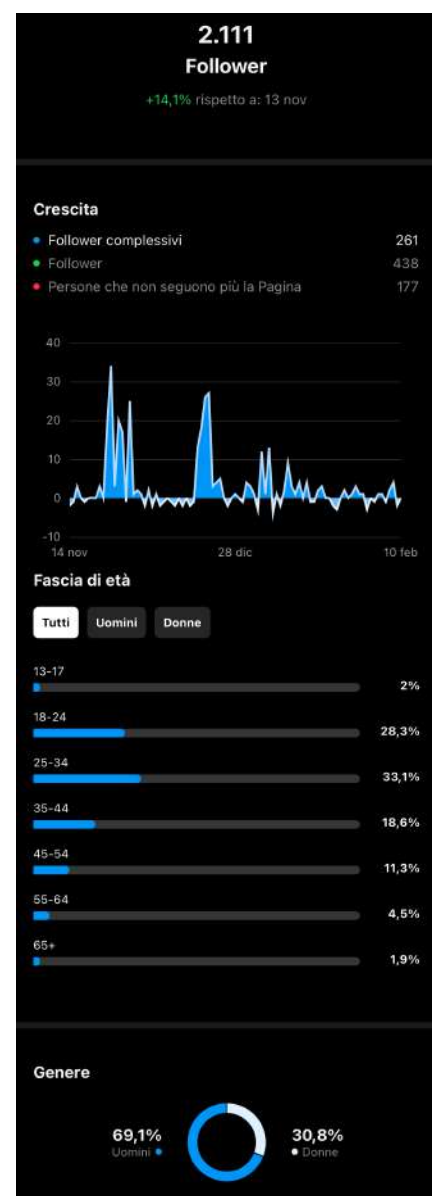 2.111
Follower
+14,1% rispetto a: 13 nov
Crescita
Follower complessivi 261
Follower 438
Persone che non seguono più la Pagina 177
40
30
20
10
0
-10
14 nov 28 dic 10 feb
Fascia di età
Tutti Uomini Donne
13-17
2%
18-24
28,3%
25-34
33,1%
35-44
18,6%
45-54
11,3%
55-64
4,5%
65+
1,9%
Genere
69,1% 30,8%
Uomini Donne